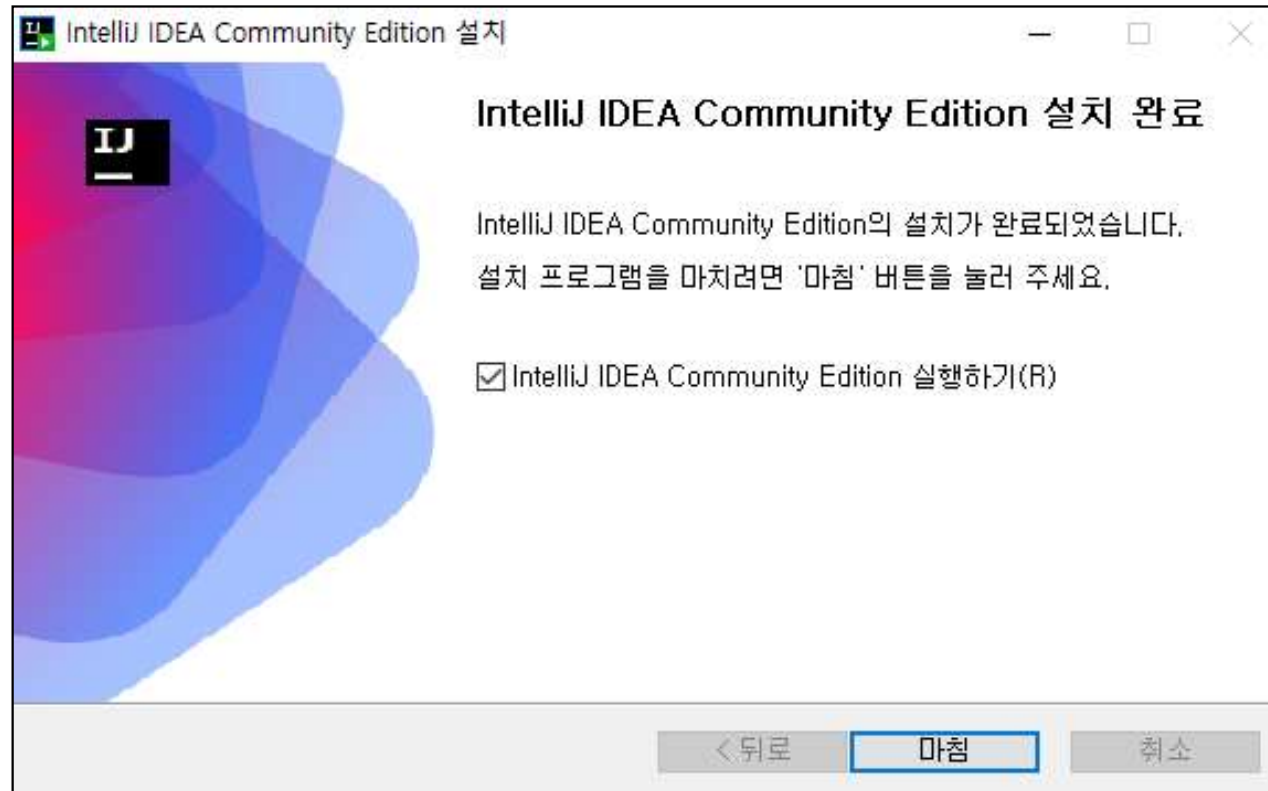 IntelliJ IDEA Community Edition 설치
IJ
IntelliJ IDEA Community Edition 설치 완료
IntelliJ IDEA Community Edition의 설치가 완료되었습니다.
설치 프로그램을 마치려면 '마침' 버튼을 눌러 주세요.
IntelliJ IDEA Community Edition 실행하기(R)
< 뒤로 마침 취소